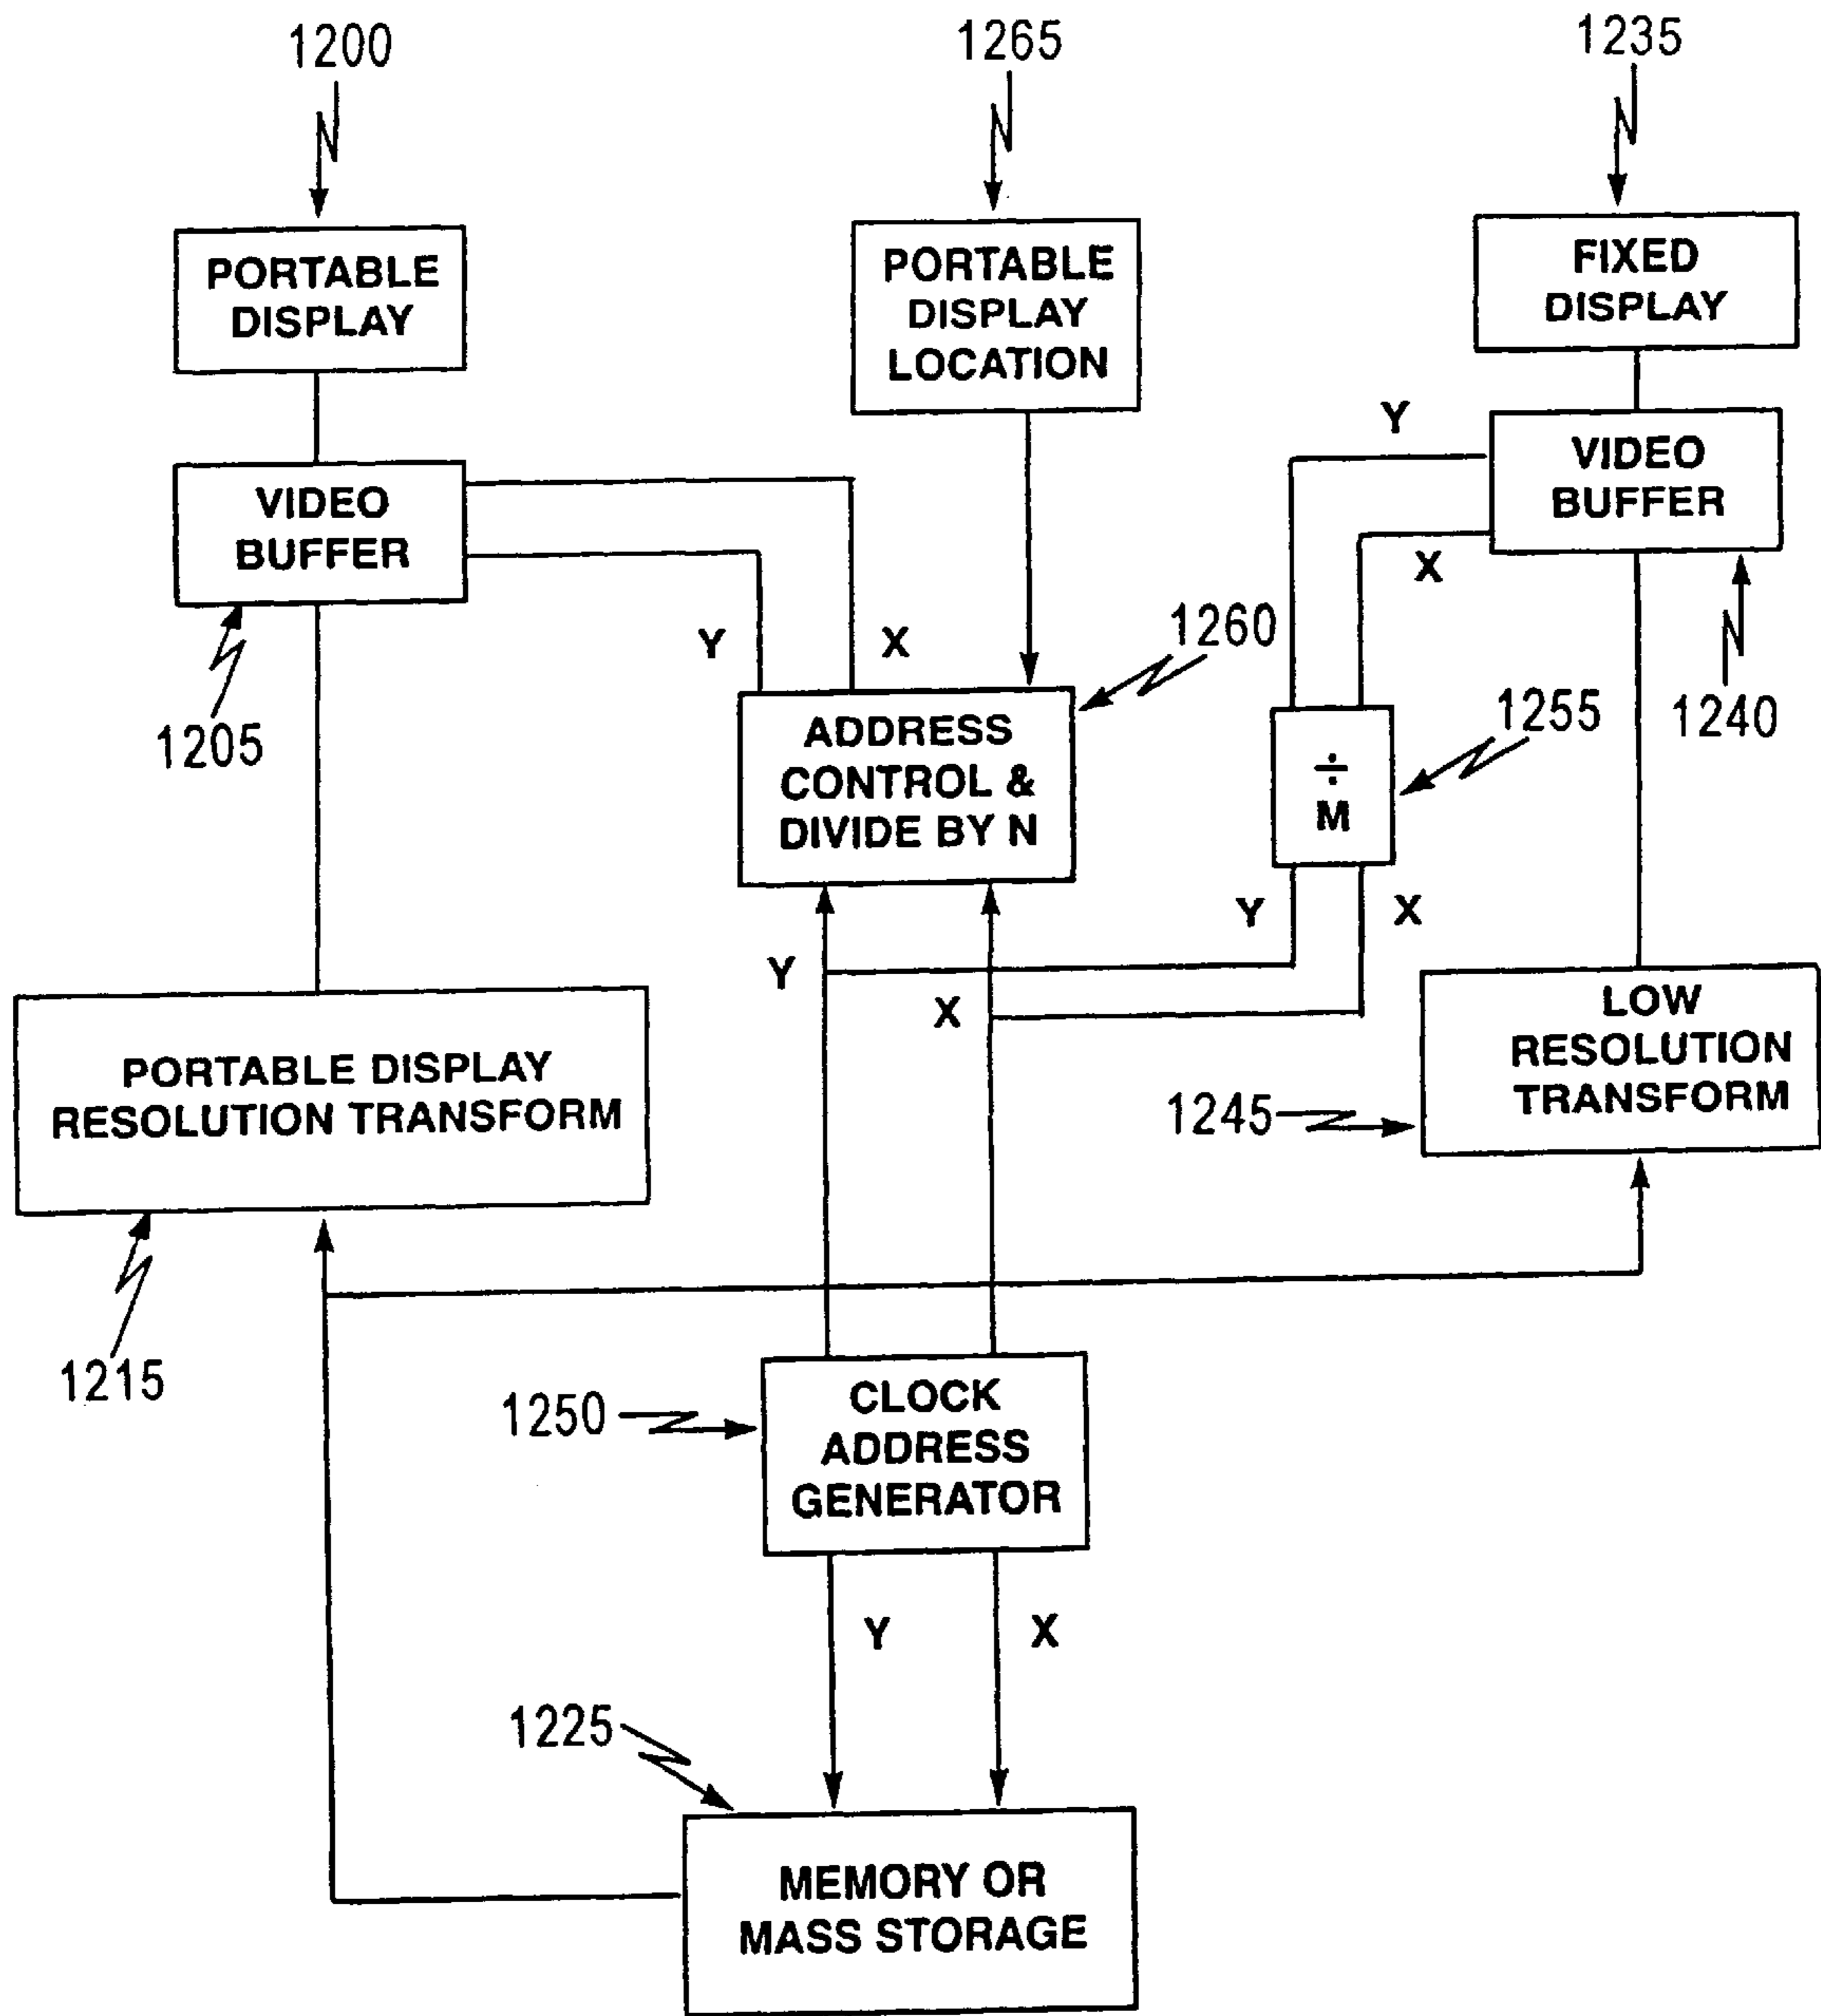 1200
1265
1235
PORTABLE
DISPLAY
PORTABLE
DISPLAY
LOCATION
FIXED
DISPLAY
Y
VIDEO
BUFFER
VIDEO
BUFFER
X
Y
X
1260
1205
1255
1240
ADDRESS
CONTROL &
DIVIDE BY N
÷
M
Y
X
Y
X
LOW
RESOLUTION
TRANSFORM
PORTABLE DISPLAY
RESOLUTION TRANSFORM
1245
1215
1250
CLOCK
ADDRESS
GENERATOR
Y
X
1225
MEMORY OR
MASS STORAGE